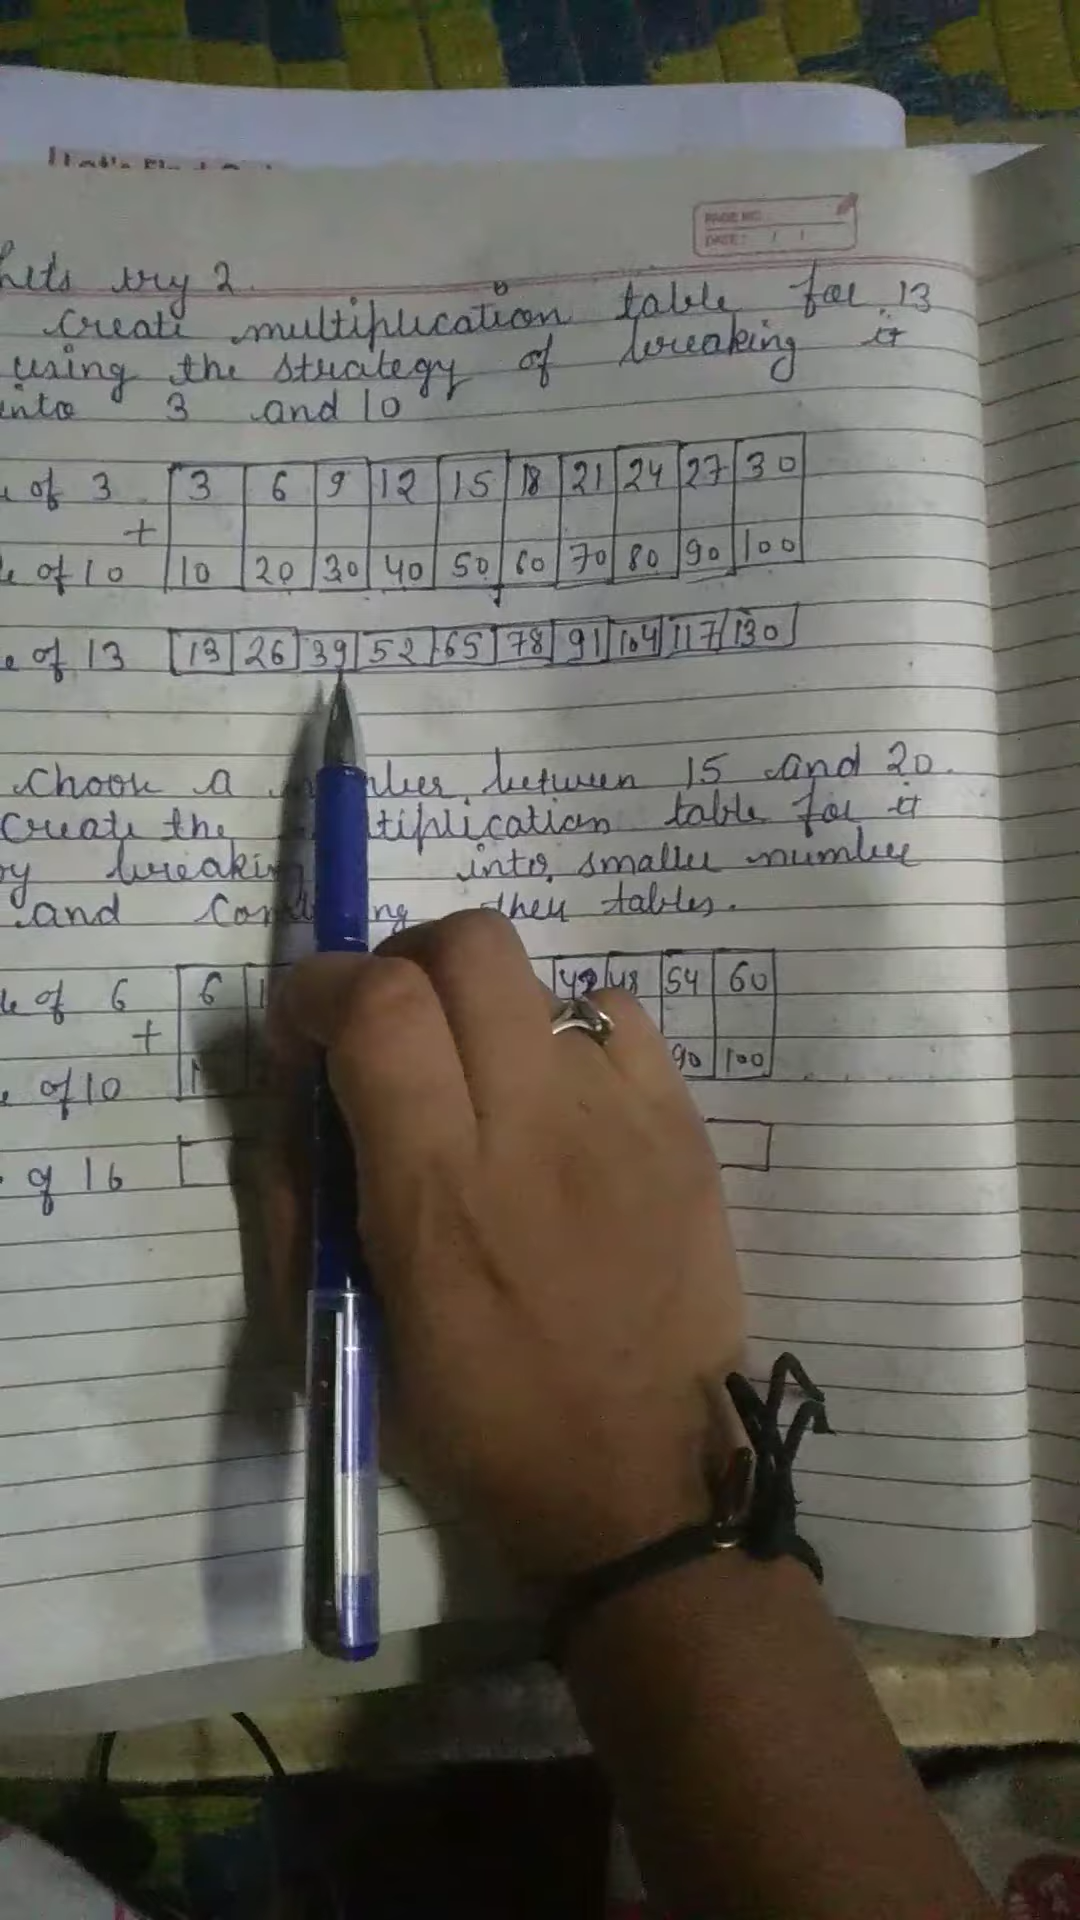 PAGE NO.
DATE: / /
Lets try 2.
Create multiplication table for 13
using the strategy of breaking it
into 3 and 10
of 3 3 6 9 12 15 18 21 24 27 30
+
of 10 10 20 30 40 50 60 70 80 90 100
of 13 13 26 39 52 65 78 91 104 117 130
Choose a between 15 and 20.
Create the table for it
into smaller number
and their tables.
of 6 6 42 48 54 60
+
of 10 90 100
of 16